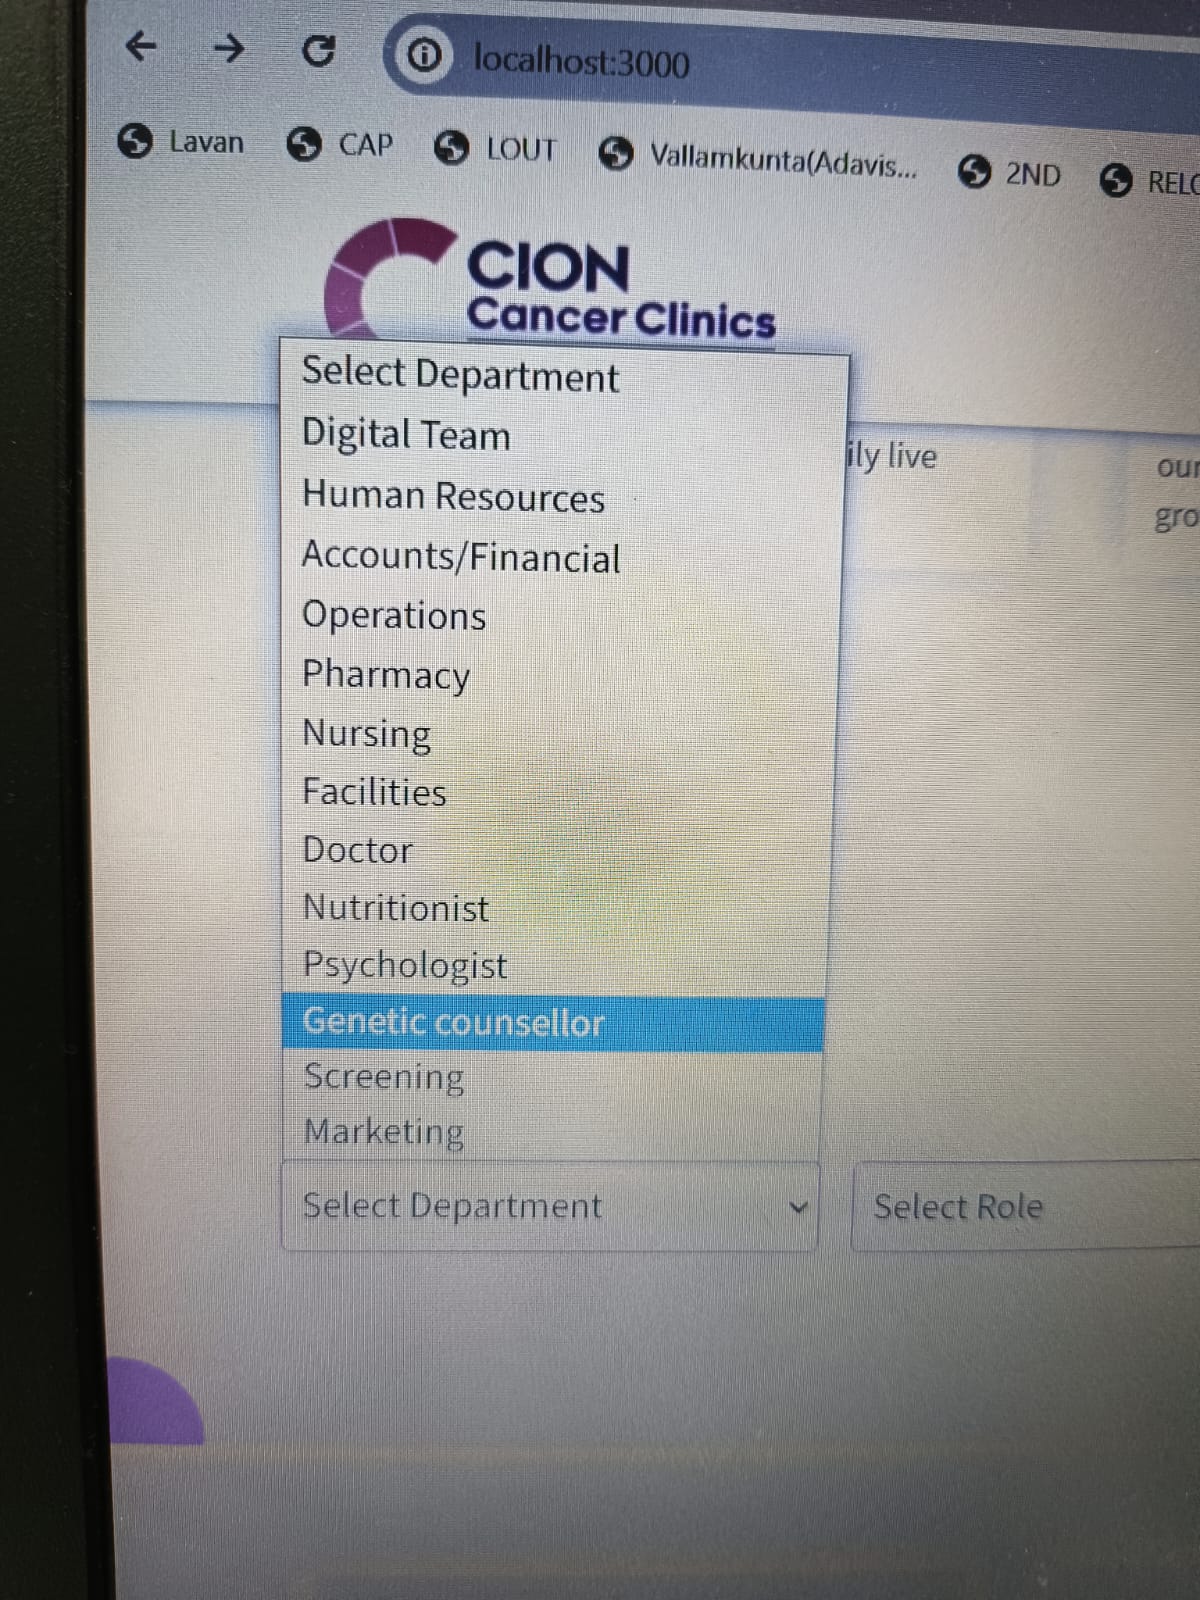 localhost:3000
Lavan CAP LOUT Vallamkunta(Adavis... 2ND
CION
Cancer Clinics
Select Department
Digital Team
ily live
our
Human Resources
gro
Accounts/Financial
Operations
Pharmacy
Nursing
Facilities
Doctor
Nutritionist
Psychologist
Genetic counsellor
Screening
Marketing
Select Department
Select Role